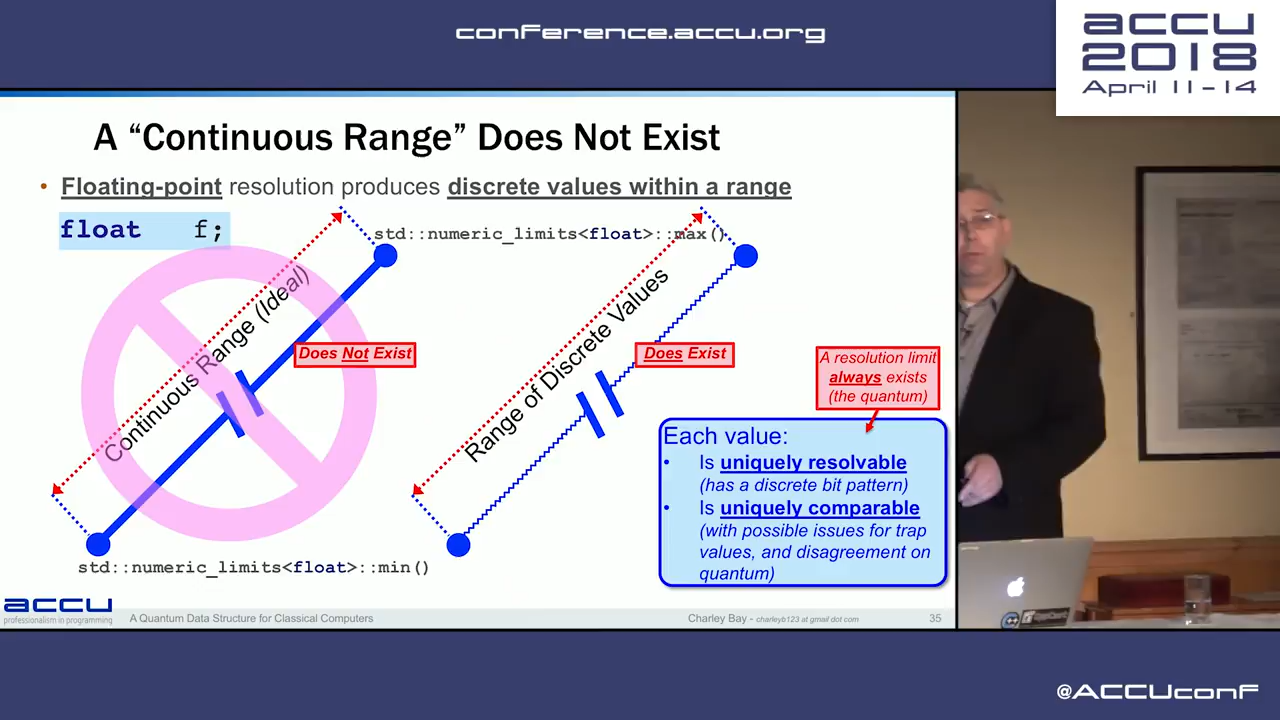 conference.accu.org
accu
2018
April 11-14
A “Continuous Range” Does Not Exist
• Floating-point resolution produces discrete values within a range
float f;
std::numeric_limits<float>::max()
Continuous Range (Ideal)
Does Not Exist
Range of Discrete Values
Does Exist
A resolution limit
always exists
(the quantum)
Each value:
• Is uniquely resolvable
(has a discrete bit pattern)
• Is uniquely comparable
(with possible issues for trap
values, and disagreement on
quantum)
std::numeric_limits<float>::min()
accu
professionalism in programming
A Quantum Data Structure for Classical Computers
Charley Bay - charleyb123 at gmail dot com
35
@ACCUconf